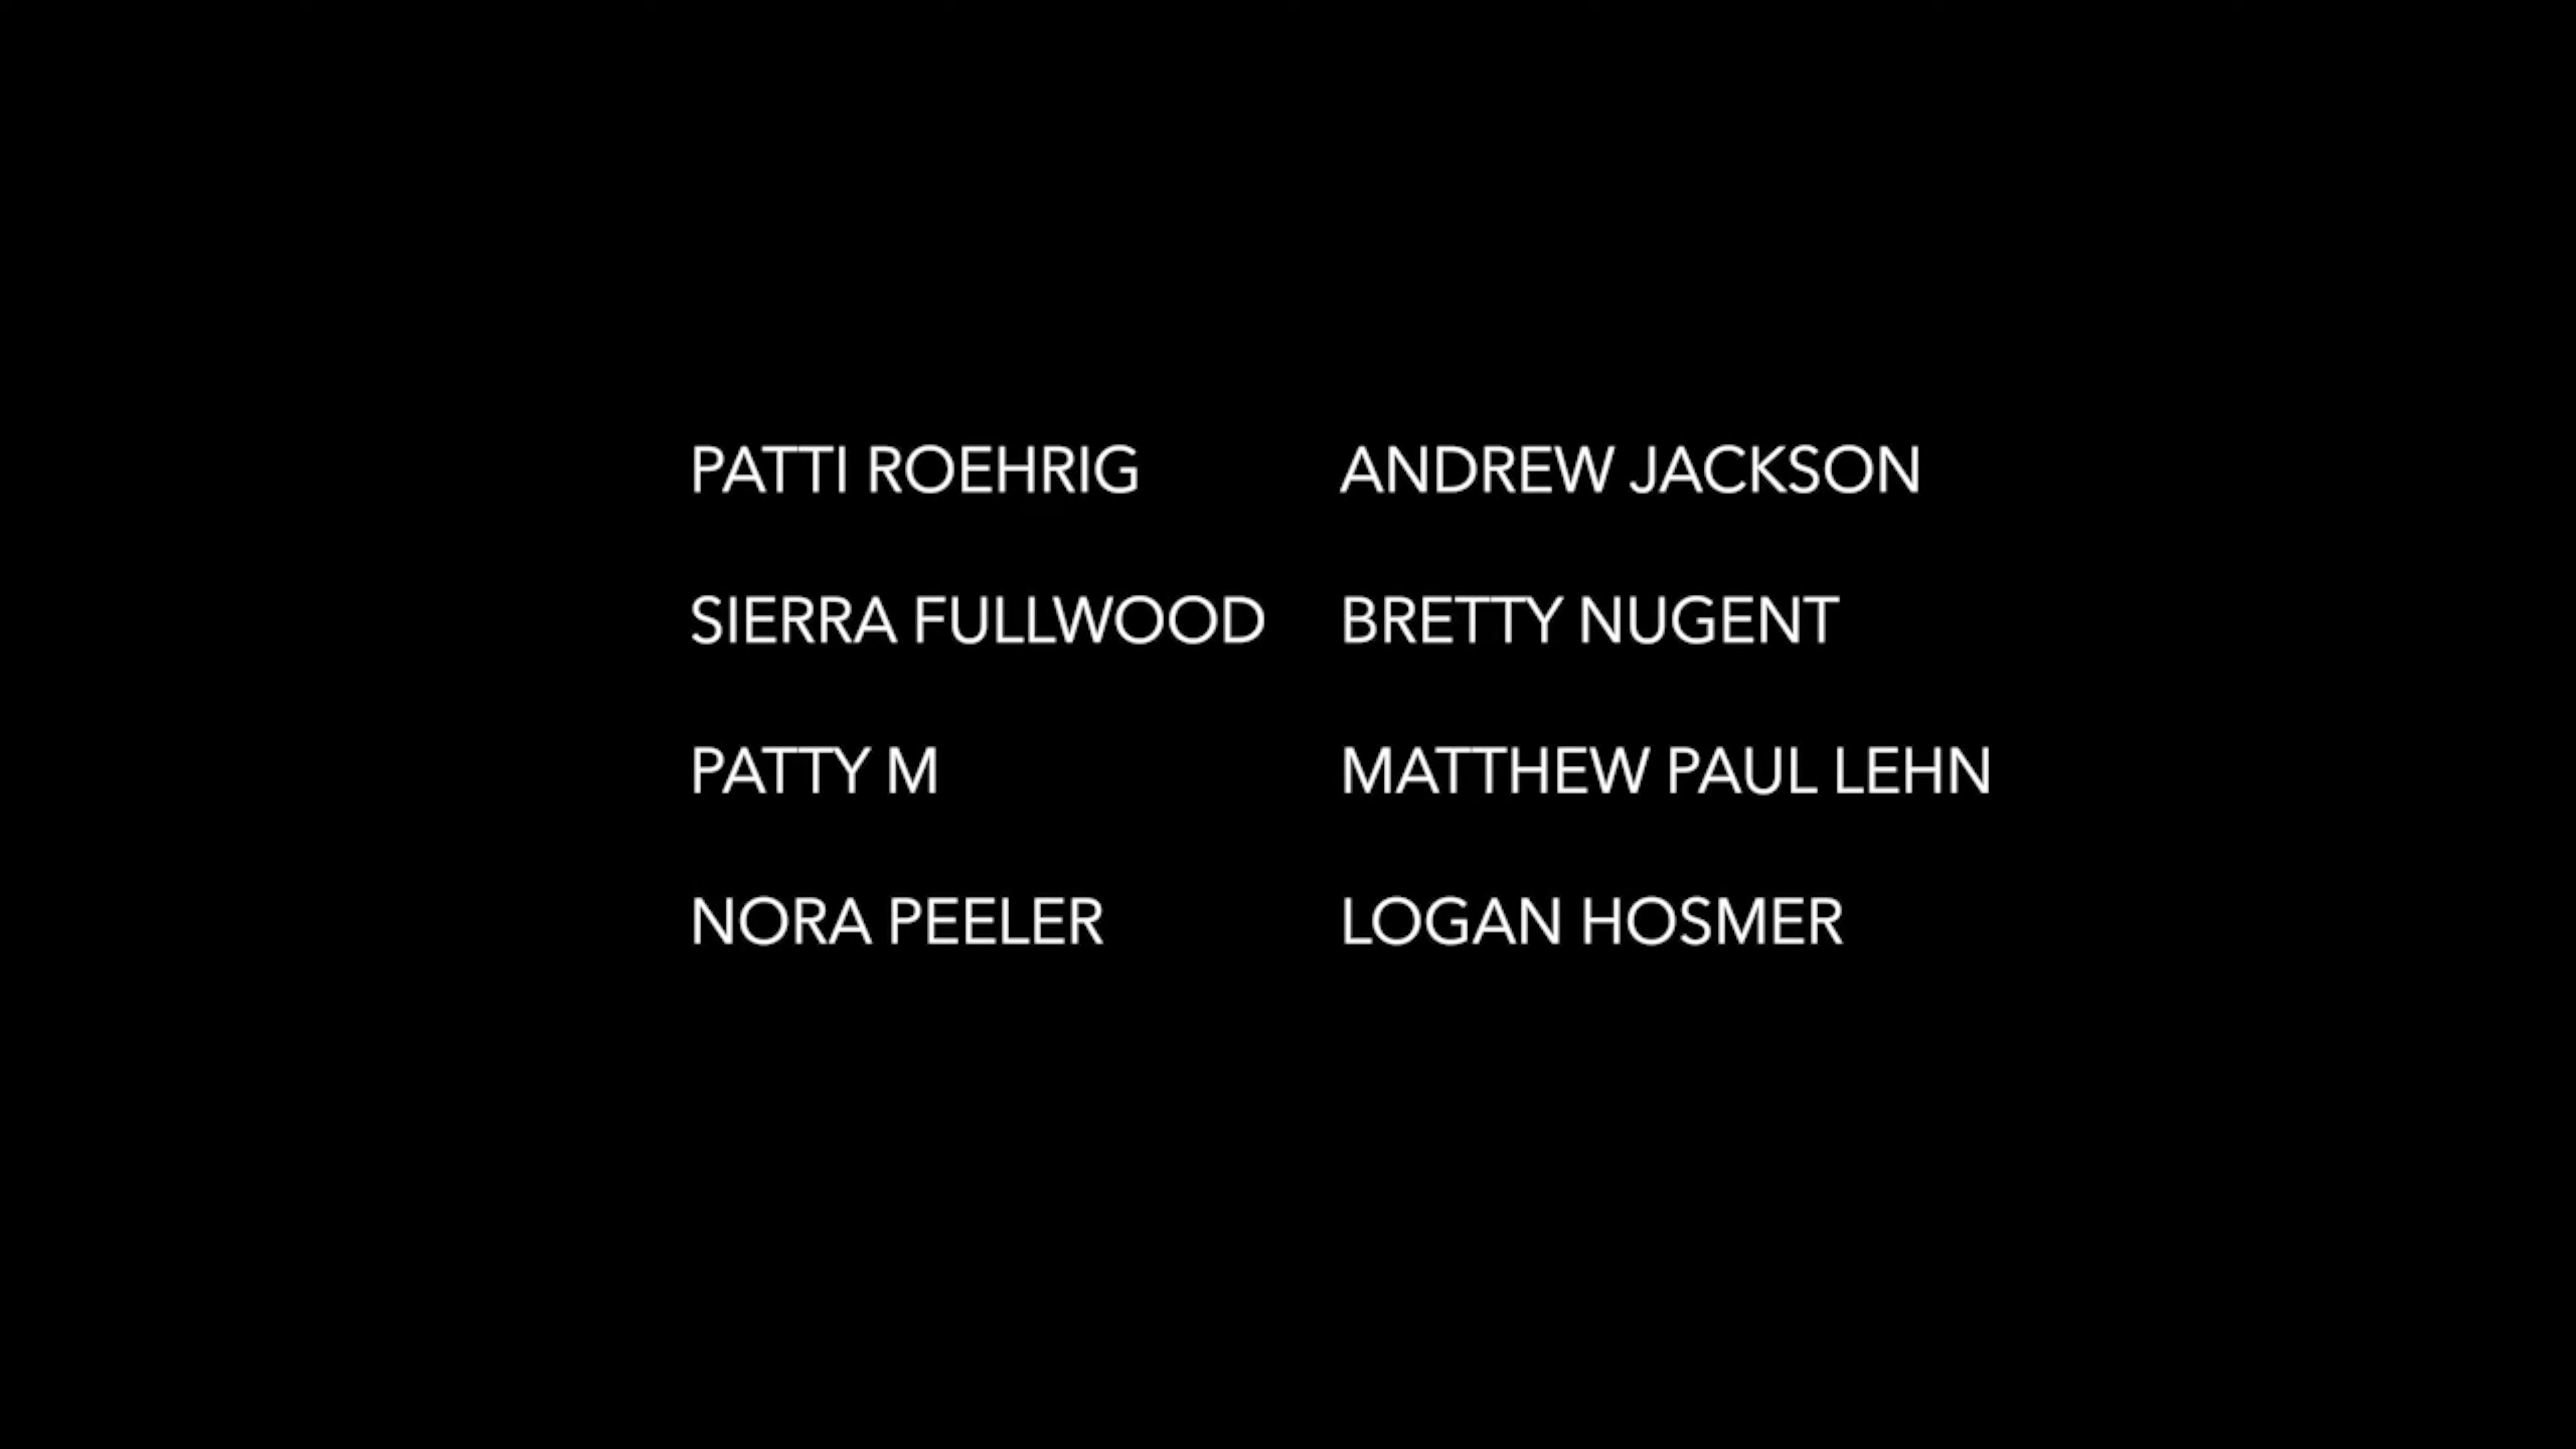 PATTI ROEHRIG ANDREW JACKSON
SIERRA FULLWOOD BRETTY NUGENT
PATTY M MATTHEW PAUL LEHN
NORA PEELER LOGAN HOSMER